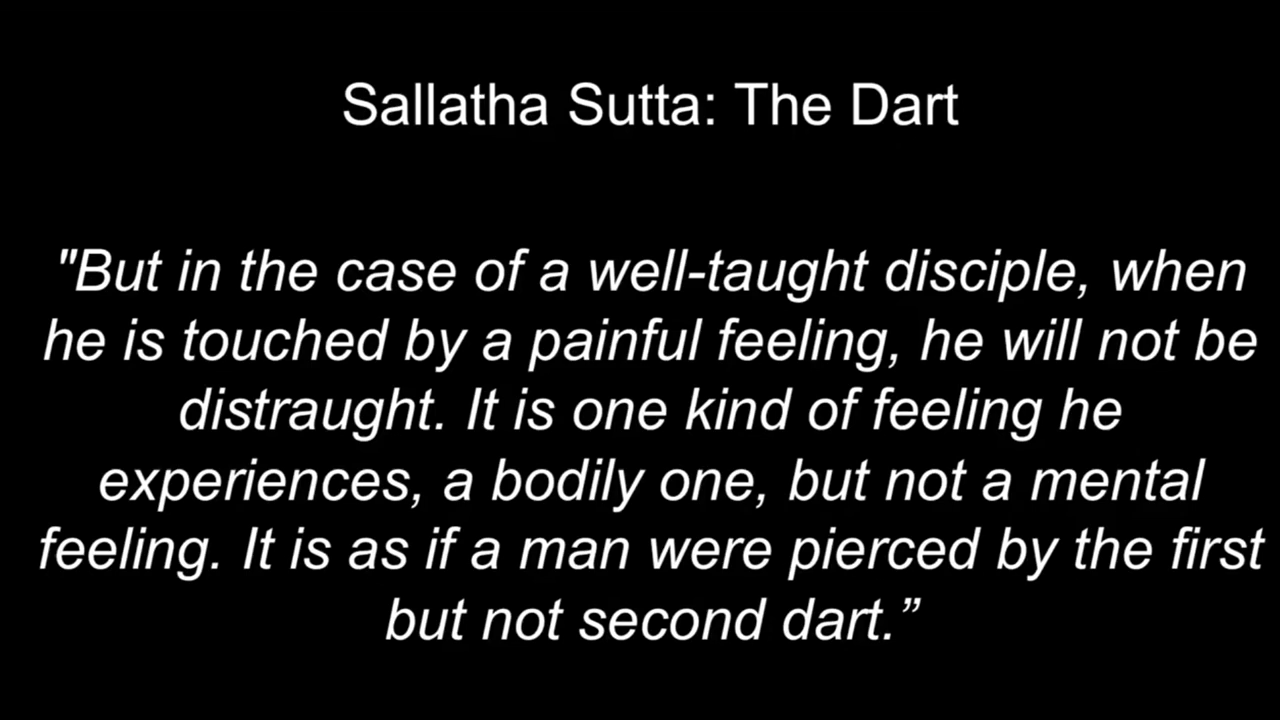 Sallatha Sutta: The Dart
"But in the case of a well-taught disciple, when
he is touched by a painful feeling, he will not be
distraught. It is one kind of feeling he
experiences, a bodily one, but not a mental
feeling. It is as if a man were pierced by the first
but not second dart.”